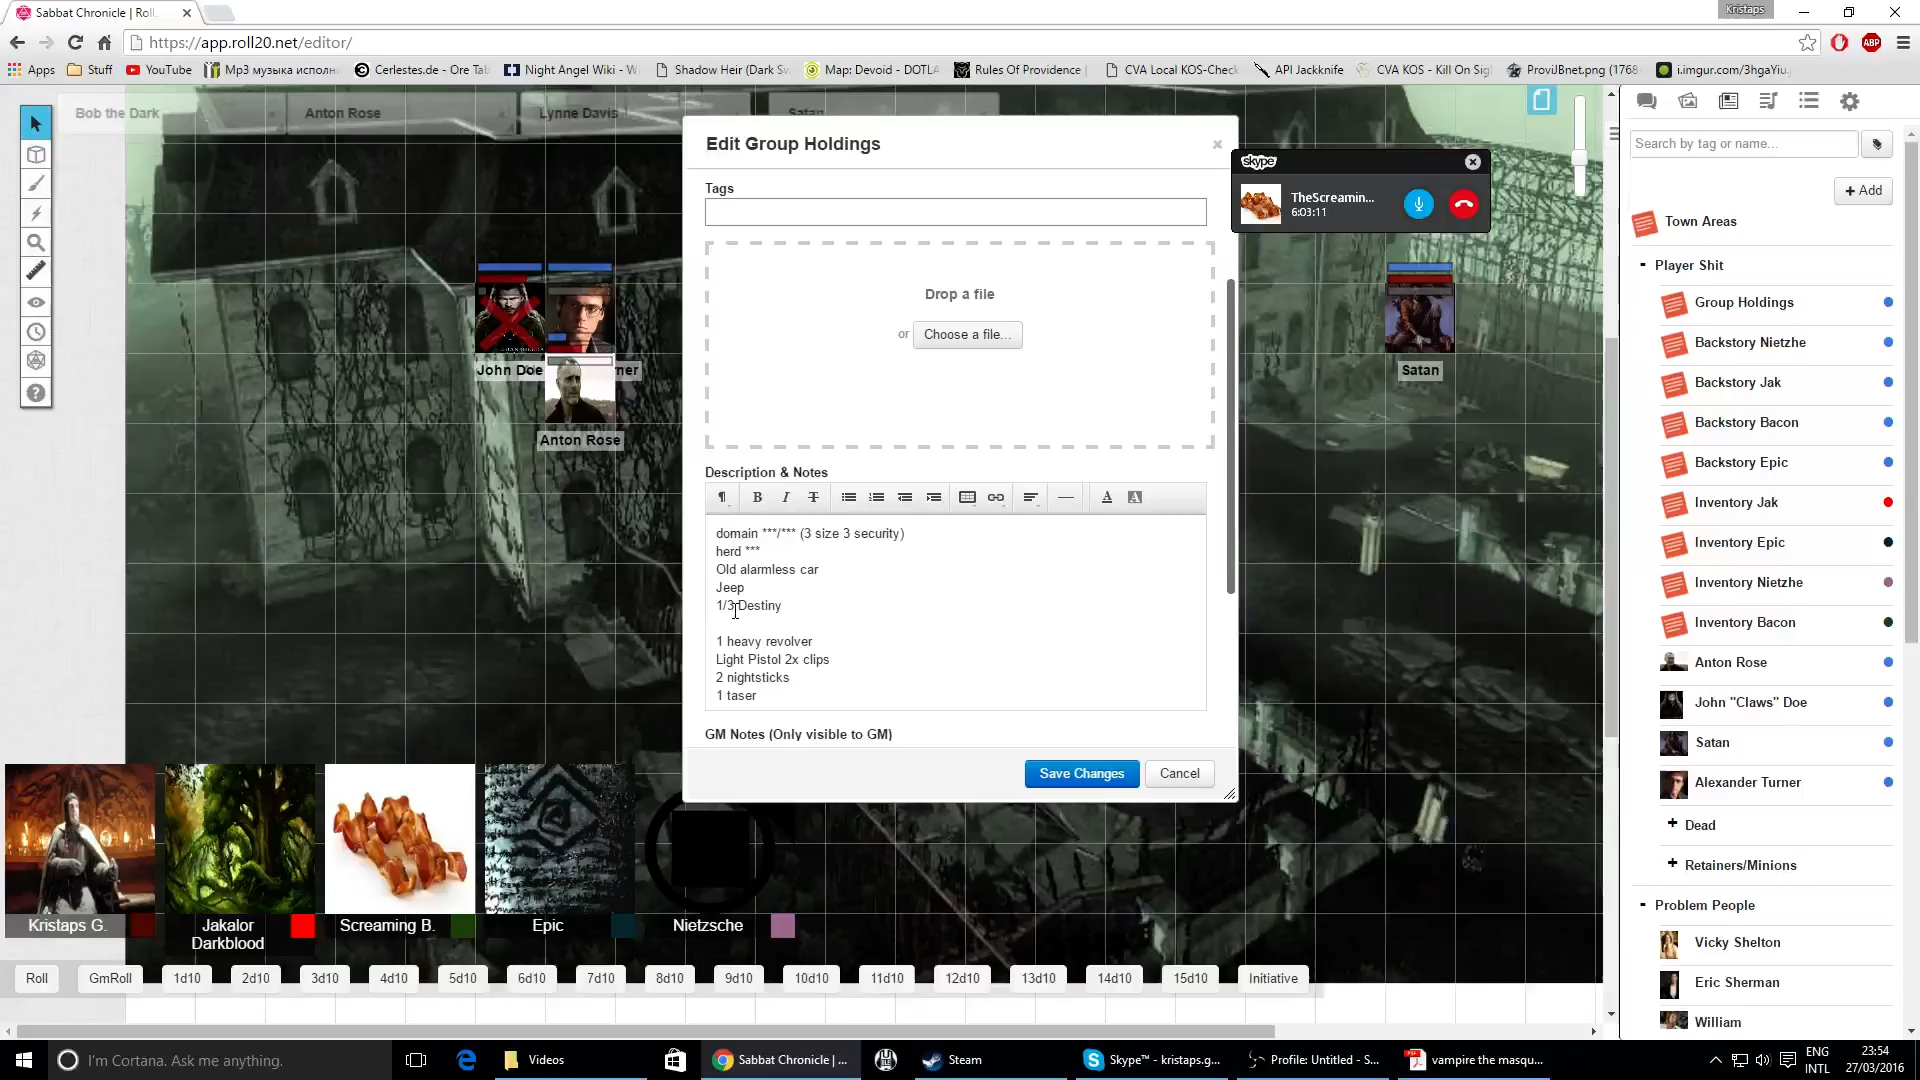 Sabbat Chronicle | Roll
Kristaps
https://app.roll20.net/editor/
ABP
Apps
Stuff
YouTube
Mp3 музыка исполни
Cerlestes.de - Ore Tab
Night Angel Wiki - Wi
Shadow Heir (Dark Sw
Map: Devoid - DOTLA
Rules Of Providence |
CVA Local KOS-Check
API Jackknife
CVA KOS - Kill On Sigh
ProviJBnet.png (1768×
i.imgur.com/3hgaYiu.j
Bob the Dark
Anton Rose
Lynne Davis
Satan
Edit Group Holdings
Tags
Drop a file
or Choose a file...
Description & Notes
domain ***/*** (3 size 3 security)
herd ***
Old alarmless car
Jeep
1/3 Destiny
1 heavy revolver
Light Pistol 2x clips
2 nightsticks
1 taser
GM Notes (Only visible to GM)
Save Changes
Cancel
skype
TheScreamin...
6:03:11
John Doe
rner
Anton Rose
Satan
Search by tag or name...
+ Add
Town Areas
- Player Shit
Group Holdings
Backstory Nietzhe
Backstory Jak
Backstory Bacon
Backstory Epic
Inventory Jak
Inventory Epic
Inventory Nietzhe
Inventory Bacon
Anton Rose
John "Claws" Doe
Satan
Alexander Turner
+ Dead
+ Retainers/Minions
- Problem People
Vicky Shelton
Eric Sherman
William
Kristaps G.
Jakalor
Darkblood
Screaming B.
Epic
Nietzsche
Roll
GmRoll
1d10
2d10
3d10
4d10
5d10
6d10
7d10
8d10
9d10
10d10
11d10
12d10
13d10
14d10
15d10
Initiative
I'm Cortana. Ask me anything.
Videos
Sabbat Chronicle | ...
Steam
Skype™ - kristaps.g...
Profile: Untitled - S...
vampire the masqu...
ENG
INTL
23:54
27/03/2016